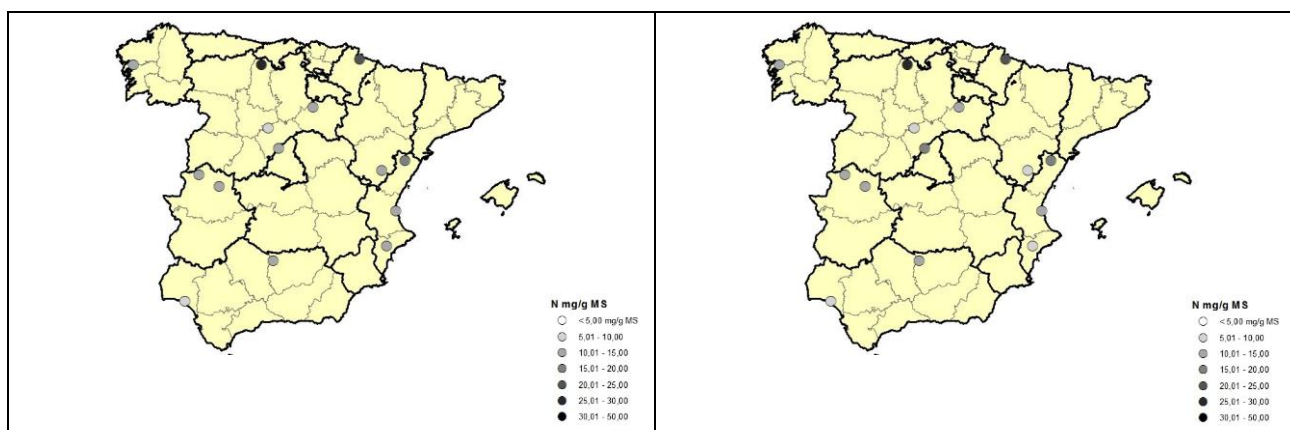 N mg/g MS
< 5,00 mg/g MS
5,01 - 10,00
10,01 - 15,00
15,01 - 20,00
20,01 - 25,00
25,01 - 30,00
30,01 - 50,00
N mg/g MS
< 5,00 mg/g MS
5,01 - 10,00
10,01 - 15,00
15,01 - 20,00
20,01 - 25,00
25,01 - 30,00
30,01 - 50,00